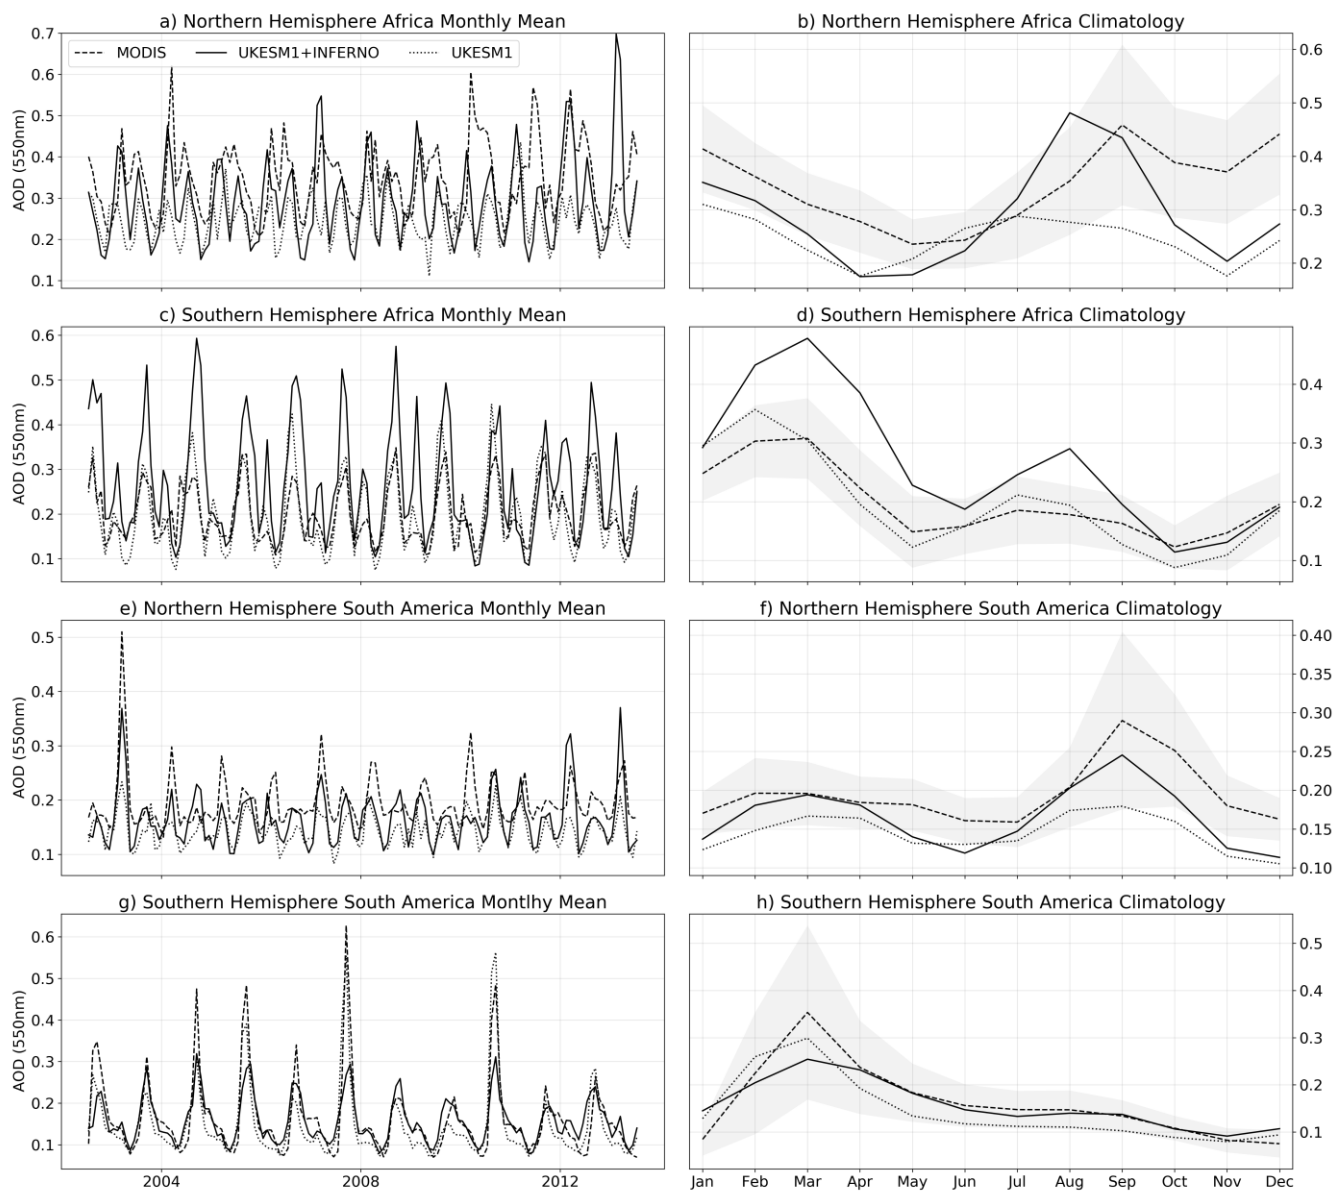 a) Northern Hemisphere Africa Monthly Mean
b) Northern Hemisphere Africa Climatology
MODIS
UKESM1+INFERNO
UKESM1
AOD (550nm)
0.7
0.6
0.5
0.4
0.3
0.2
0.1
0.6
0.5
0.4
0.3
0.2
c) Southern Hemisphere Africa Monthly Mean
d) Southern Hemisphere Africa Climatology
AOD (550nm)
0.6
0.5
0.4
0.3
0.2
0.1
0.4
0.3
0.2
0.1
e) Northern Hemisphere South America Monthly Mean
f) Northern Hemisphere South America Climatology
AOD (550nm)
0.5
0.4
0.3
0.2
0.1
0.40
0.35
0.30
0.25
0.20
0.15
0.10
g) Southern Hemisphere South America Montlhy Mean
h) Southern Hemisphere South America Climatology
AOD (550nm)
0.6
0.5
0.4
0.3
0.2
0.1
0.5
0.4
0.3
0.2
0.1
2004 2008 2012
Jan Feb Mar Apr May Jun Jul Aug Sep Oct Nov Dec